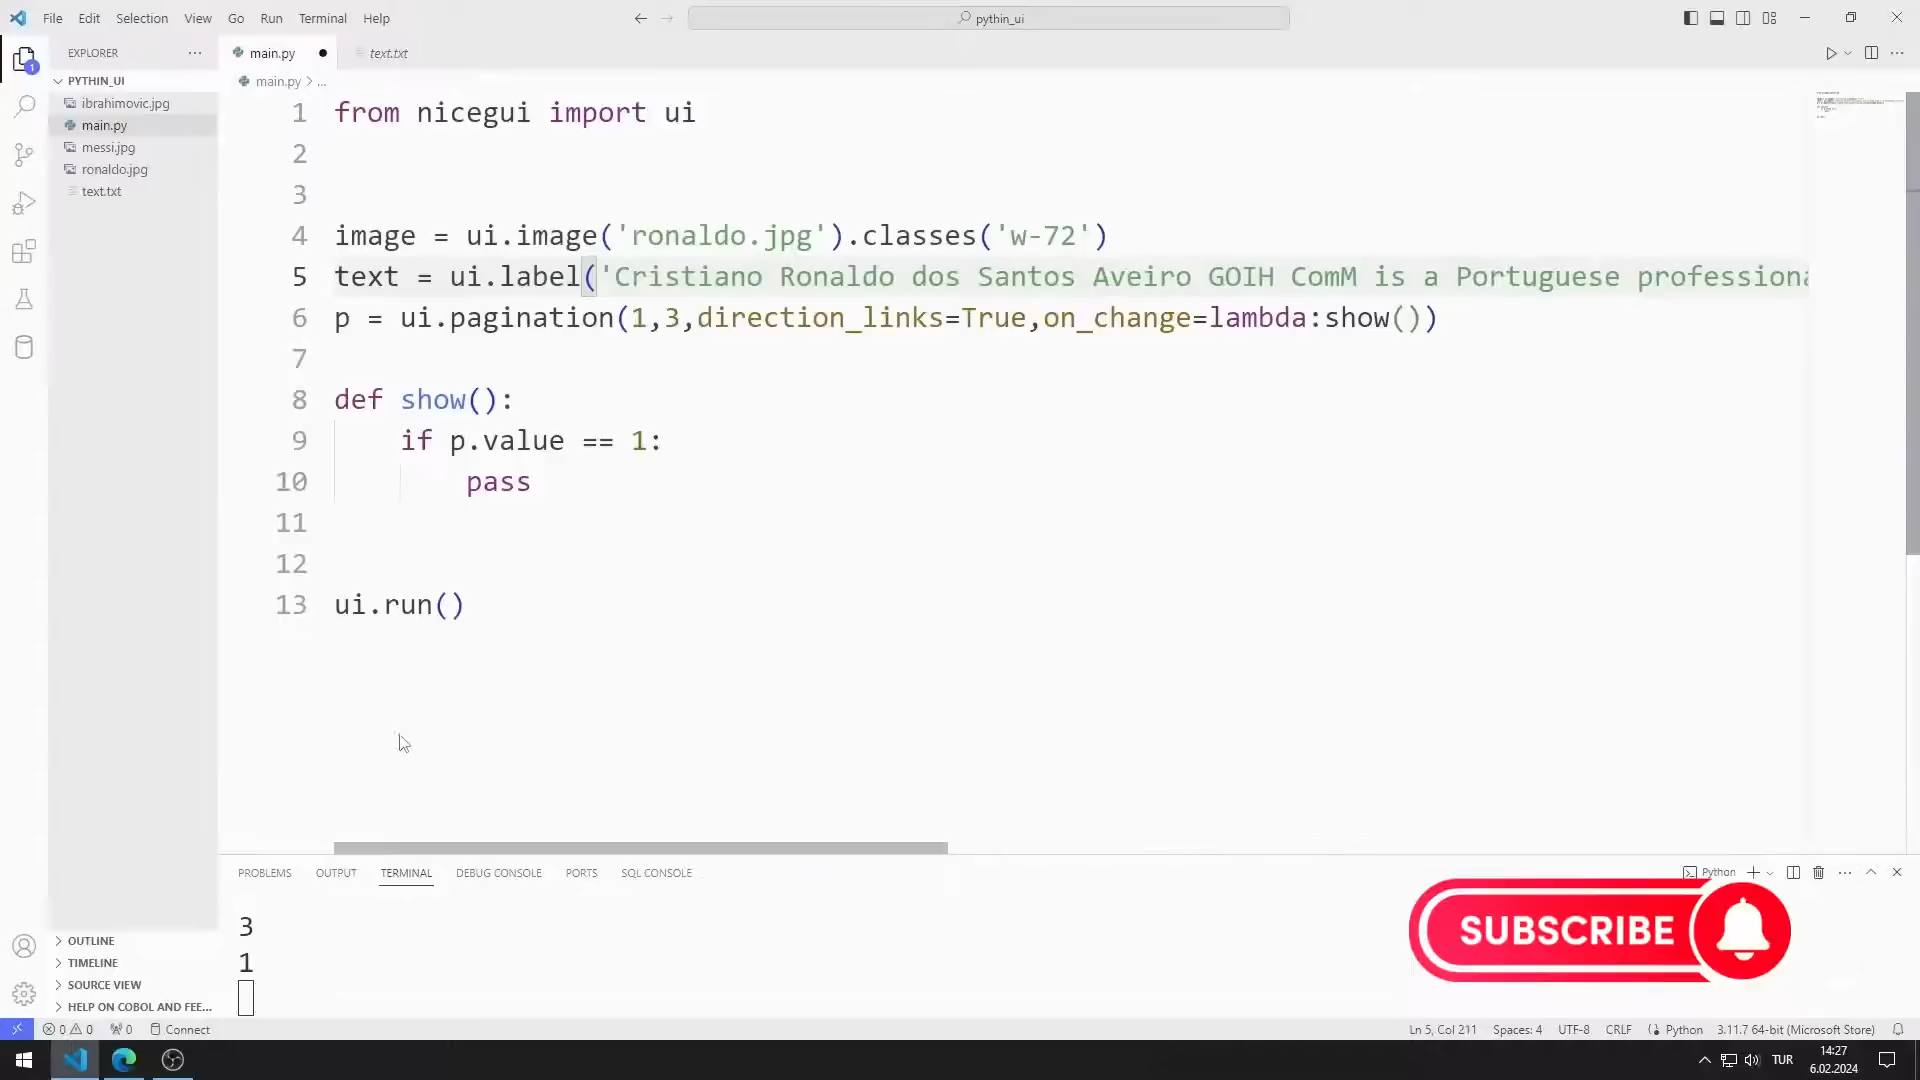 File Edit Selection View Go Run Terminal Help
pythin_ui
EXPLORER
main.py
text.txt
PYTHIN_UI
main.py > ...
ibrahimovic.jpg
main.py
messi.jpg
ronaldo.jpg
text.txt
1 from nicegui import ui
2
3
4 image = ui.image('ronaldo.jpg').classes('w-72')
5 text = ui.label('Cristiano Ronaldo dos Santos Aveiro GOIH ComM is a Portuguese professiona
6 p = ui.pagination(1,3,direction_links=True,on_change=lambda:show())
7
8 def show():
9 if p.value == 1:
10 pass
11
12
13 ui.run()
PROBLEMS OUTPUT TERMINAL DEBUG CONSOLE PORTS SQL CONSOLE
Python
3
1
SUBSCRIBE
OUTLINE
TIMELINE
SOURCE VIEW
HELP ON COBOL AND FEE...
1
0 0 0 Connect
Ln 5, Col 211 Spaces: 4 UTF-8 CRLF Python 3.11.7 64-bit (Microsoft Store)
TUR
14:27
6.02.2024